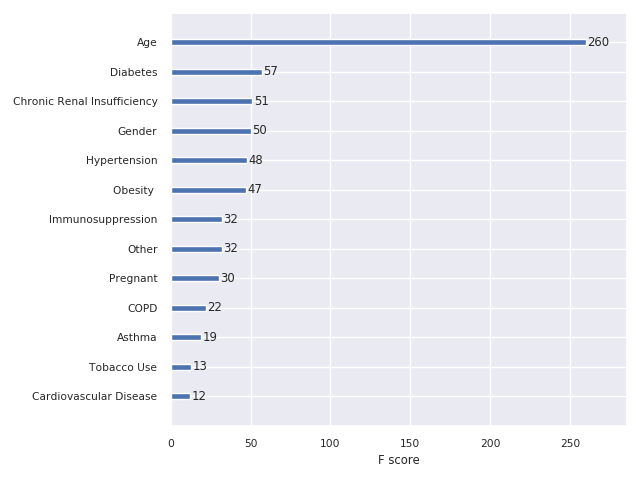 Age 260
Diabetes 57
Chronic Renal Insufficiency 51
Gender 50
Hypertension 48
Obesity 47
Immunosuppression 32
Other 32
Pregnant 30
COPD 22
Asthma 19
Tobacco Use 13
Cardiovascular Disease 12
0 50 100 150 200 250
F score